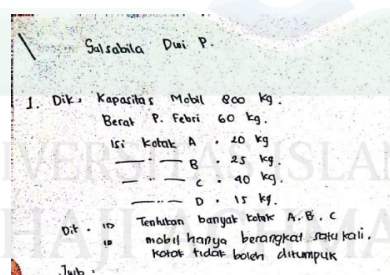 Salsabila Dwi P.
1. Dik : Kapasitas Mobil 800 kg.
Berat P. Febri 60 kg.
Isi Kotak A = 20 kg
—— · — B = 25 kg.
— · — C = 40 kg.
—— · — D = 15 kg.
Dit = Tentukan banyak kotak A, B, C
mobil hanya berangkat satu kali.
kotak tidak boleh ditumpuk
Jwb :